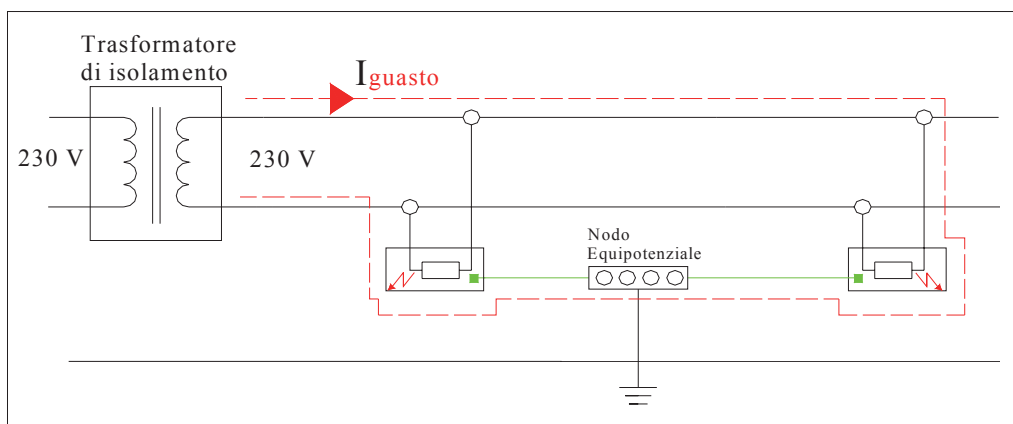 Trasformatore
di isolamento
Iguasto
230 V
230 V
Nodo
Equipotenziale